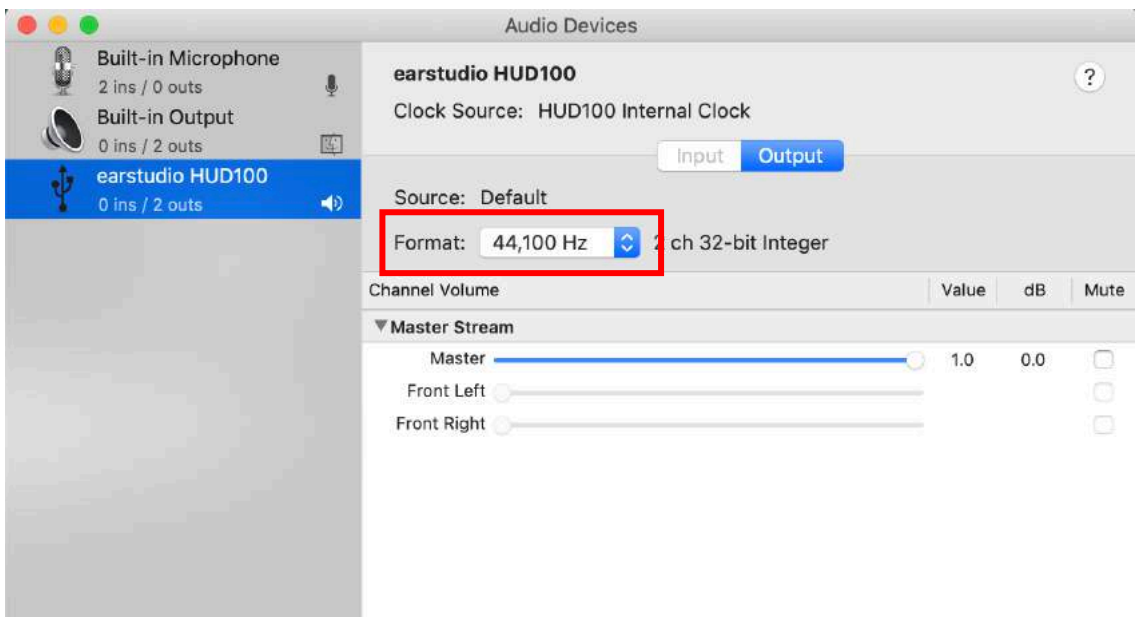 Audio Devices
Built-in Microphone
2 ins / 0 outs
Built-in Output
0 ins / 2 outs
earstudio HUD100
0 ins / 2 outs
earstudio HUD100
?
Clock Source: HUD100 Internal Clock
Input Output
Source: Default
Format: 44,100 Hz 2 ch 32-bit Integer
Channel Volume Value dB Mute
Master Stream
Master 1.0 0.0
Front Left
Front Right